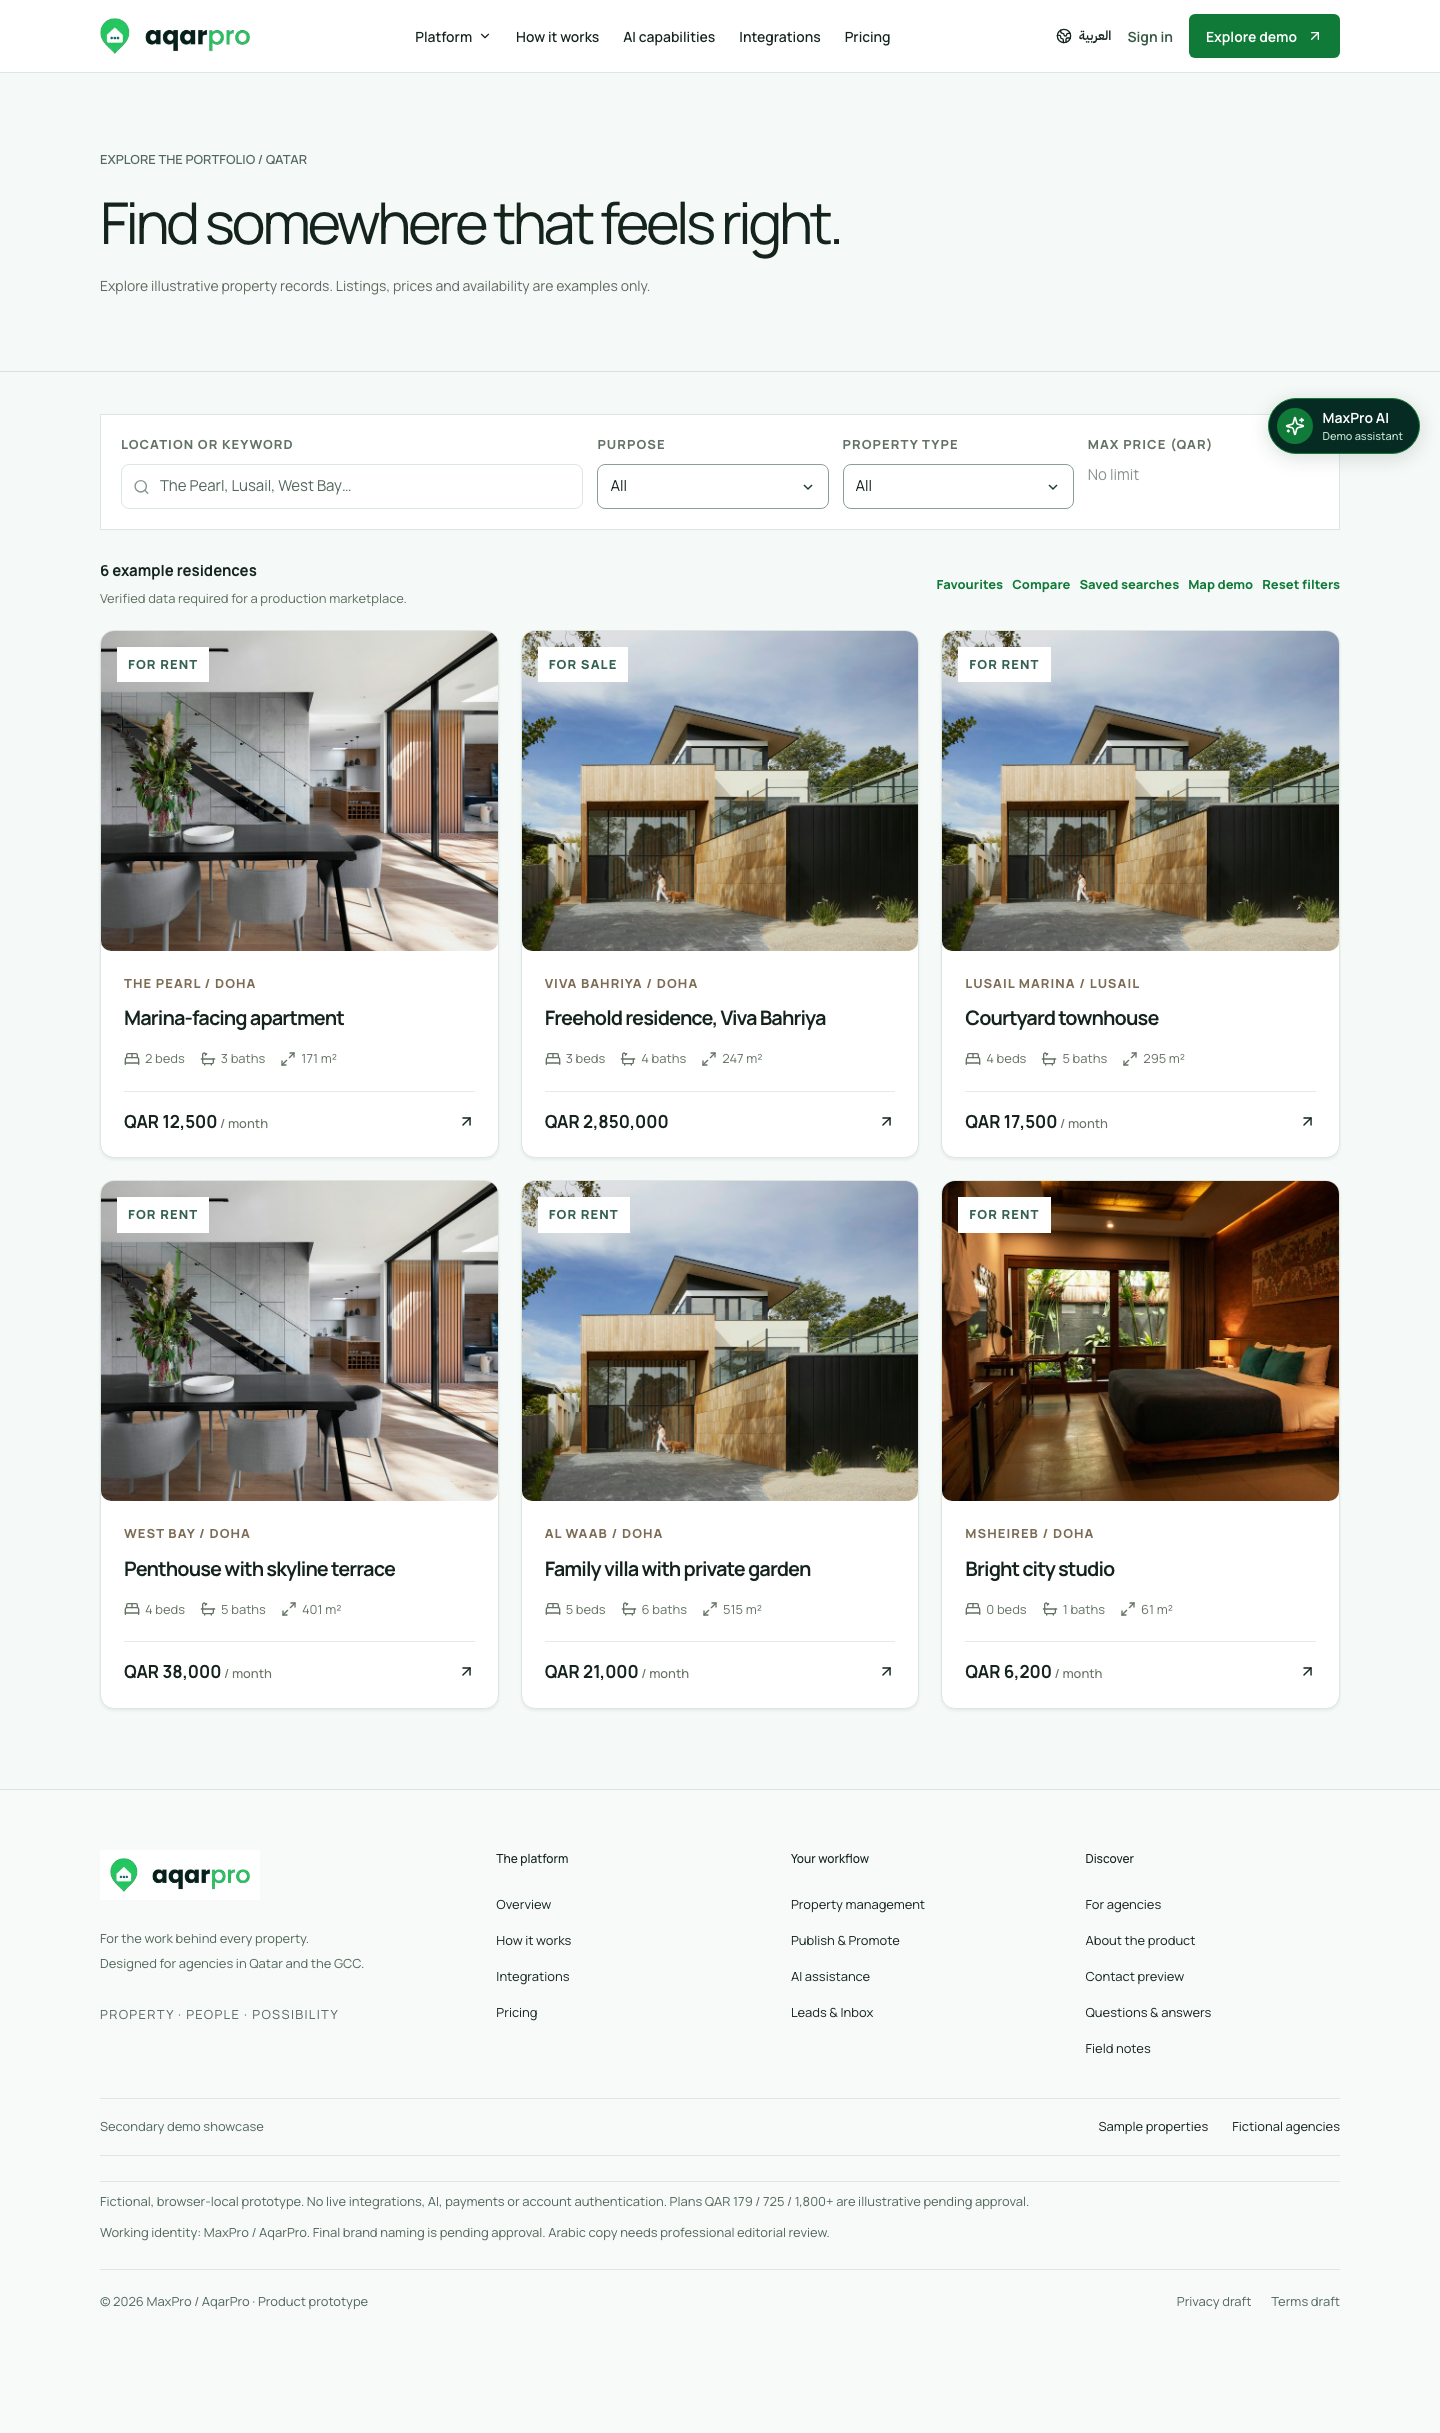 aqarpro
Platform
How it works
AI capabilities
Integrations
Pricing
العربية
Sign in
Explore demo
EXPLORE THE PORTFOLIO / QATAR
Find somewhere that feels right.
Explore illustrative property records. Listings, prices and availability are examples only.
MaxPro AI
Demo assistant
LOCATION OR KEYWORD
PURPOSE
PROPERTY TYPE
MAX PRICE (QAR)
The Pearl, Lusail, West Bay...
All
All
No limit
6 example residences
Verified data required for a production marketplace.
Favourites
Compare
Saved searches
Map demo
Reset filters
FOR RENT
THE PEARL / DOHA
Marina-facing apartment
2 beds
3 baths
171 m²
QAR 12,500 / month
FOR SALE
VIVA BAHRIYA / DOHA
Freehold residence, Viva Bahriya
3 beds
4 baths
247 m²
QAR 2,850,000
FOR RENT
LUSAIL MARINA / LUSAIL
Courtyard townhouse
4 beds
5 baths
295 m²
QAR 17,500 / month
FOR RENT
WEST BAY / DOHA
Penthouse with skyline terrace
4 beds
5 baths
401 m²
QAR 38,000 / month
FOR RENT
AL WAAB / DOHA
Family villa with private garden
5 beds
6 baths
515 m²
QAR 21,000 / month
FOR RENT
MSHEIREB / DOHA
Bright city studio
0 beds
1 baths
61 m²
QAR 6,200 / month
aqarpro
For the work behind every property.
Designed for agencies in Qatar and the GCC.
PROPERTY · PEOPLE · POSSIBILITY
The platform
Overview
How it works
Integrations
Pricing
Your workflow
Property management
Publish & Promote
AI assistance
Leads & Inbox
Discover
For agencies
About the product
Contact preview
Questions & answers
Field notes
Secondary demo showcase
Sample properties
Fictional agencies
Fictional, browser-local prototype. No live integrations, AI, payments or account authentication. Plans QAR 179 / 725 / 1,800+ are illustrative pending approval.
Working identity: MaxPro / AqarPro. Final brand naming is pending approval. Arabic copy needs professional editorial review.
© 2026 MaxPro / AqarPro · Product prototype
Privacy draft
Terms draft